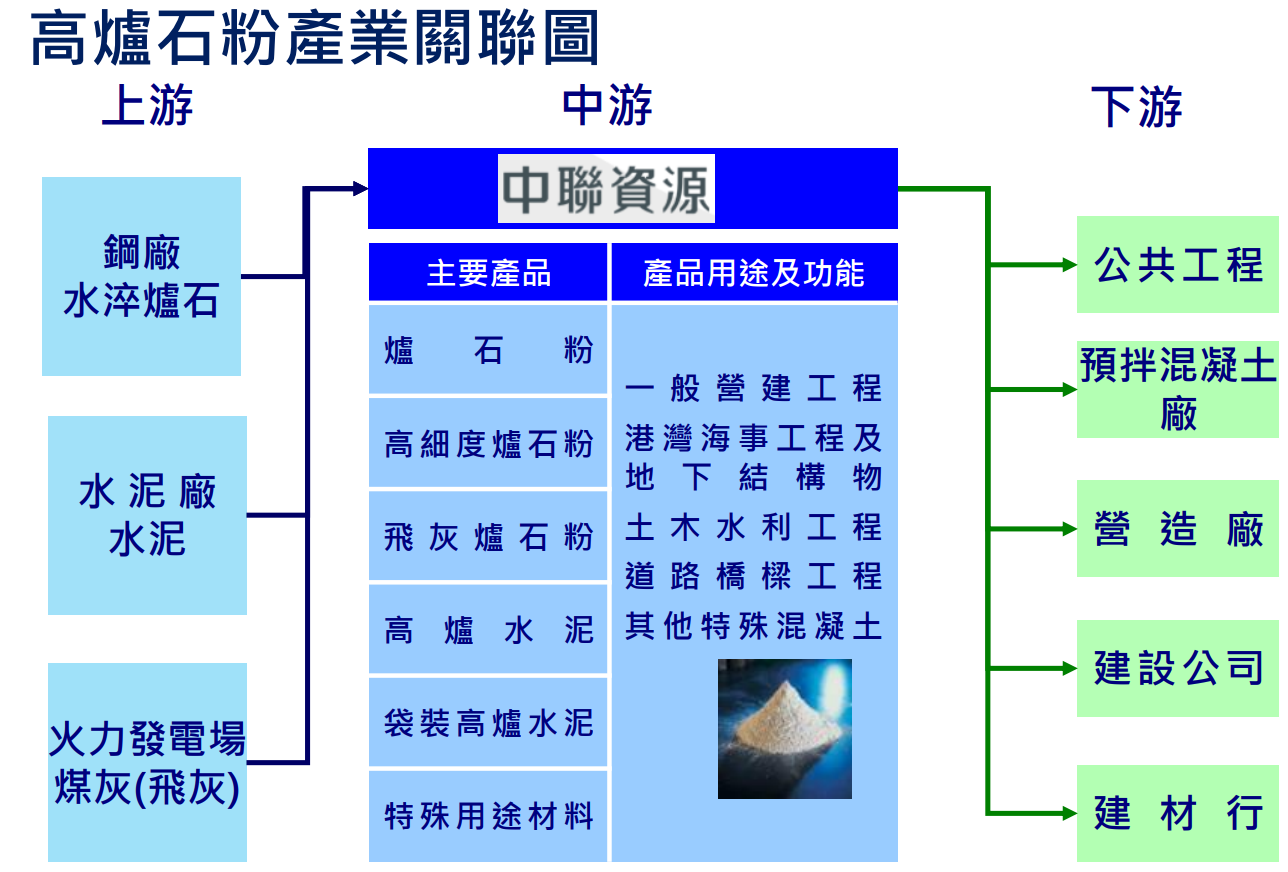 高爐石粉產業關聯圖
上游
中游
下游
鋼廠
水淬爐石
水泥廠
水泥
火力發電場
煤灰(飛灰)
中聯資源
主要產品
產品用途及功能
爐石粉
高細度爐石粉
飛灰爐石粉
高爐水泥
袋裝高爐水泥
特殊用途材料
一般營建工程
港灣海事工程及
地下結構物
土木水利工程
道路橋樑工程
其他特殊混凝土
公共工程
預拌混凝土
廠
營造廠
建設公司
建材行